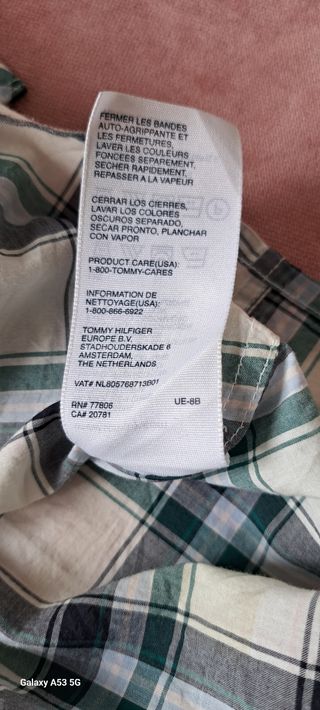 FERMER LES BANDES
AUTO-AGRIPPANTE ET
LES FERMETURES,
LAVER LES COULEURS
FONCÉES SEPAREMENT,
SECHER RAPIDEMENT,
REPASSER A LA VAPEUR
CERRAR LOS CIERRES,
LAVAR LOS COLORES
OSCUROS SEPARADO,
SECAR PRONTO, PLANCHAR
CON VAPOR
PRODUCT CARE(USA):
1-800-TOMMY-CARES
INFORMATION DE
NETTOYAGE(USA):
1-800-866-6922
TOMMY HILFIGER
EUROPE B.V.
STADHOUDERSKADE 6
AMSTERDAM,
THE NETHERLANDS
VAT# NL805768713B01
RN# 77806 UE-8B
CA# 20781
Galaxy A53 5G